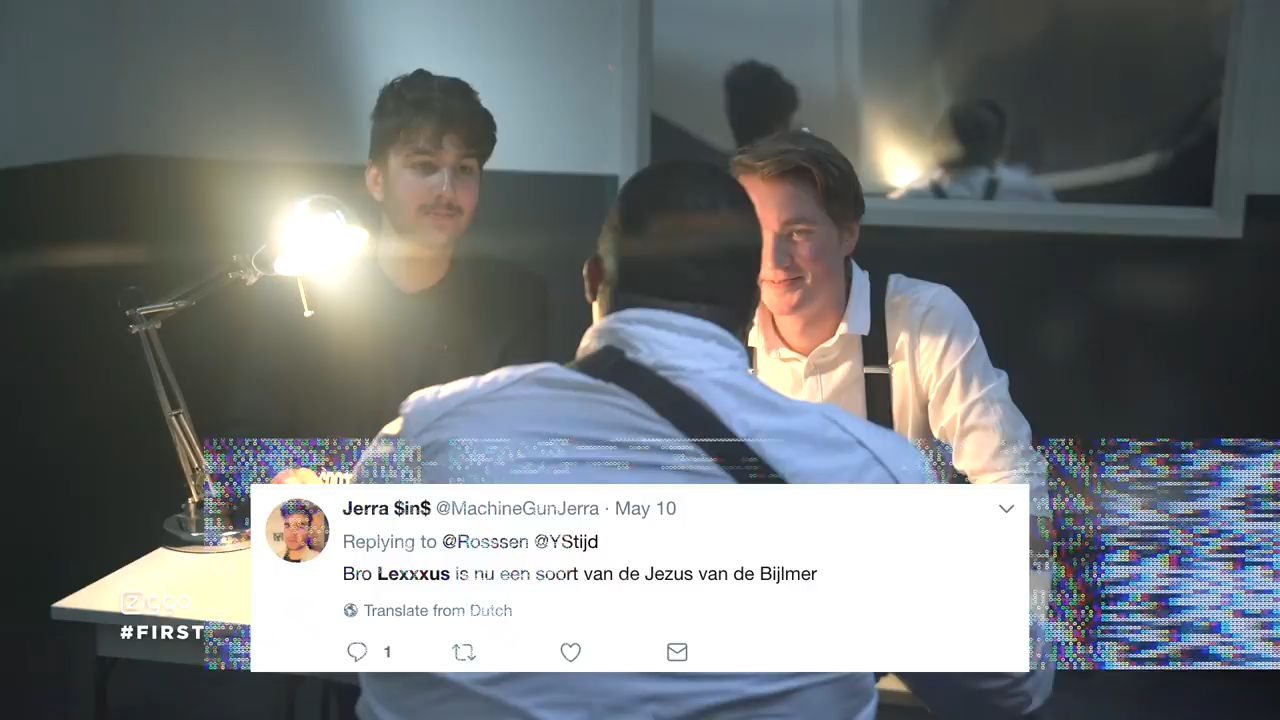 Jerra $in$ @MachineGunJerra · May 10
Replying to @Rosssen @YStijd
Bro Lexxxus is nu een soort van de Jezus van de Bijlmer
Translate from Dutch
1
Ziggo
#FIRST